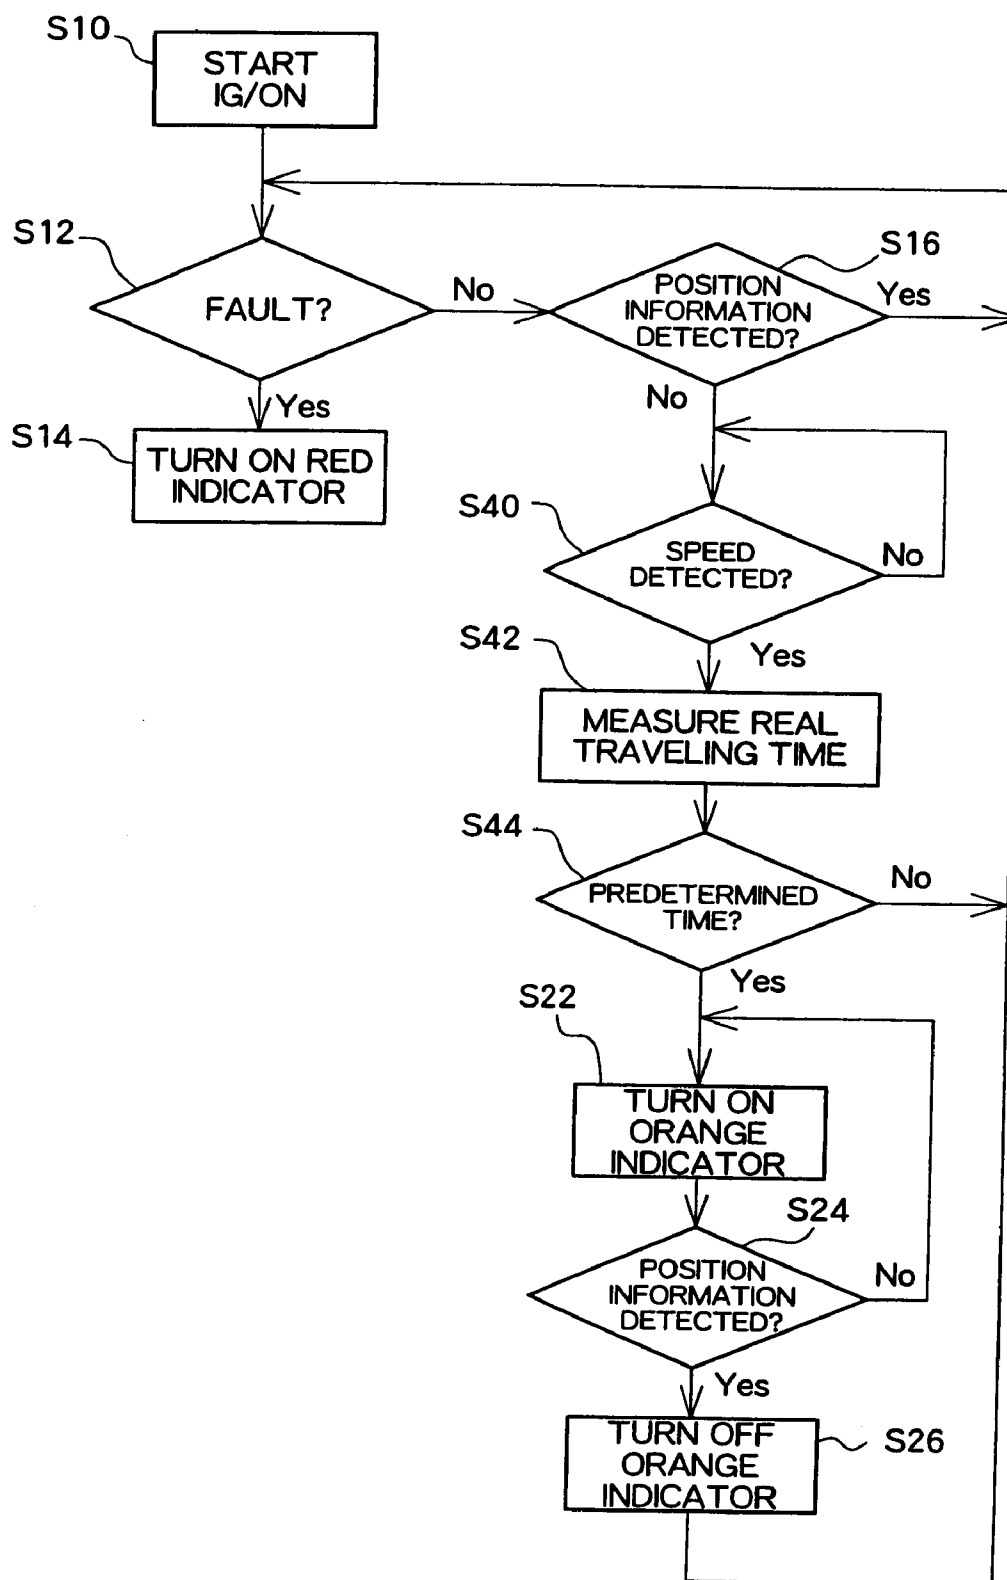 S10
START
IG/ON
S12
FAULT?
No
S16
POSITION
INFORMATION
DETECTED?
Yes
No
Yes
S14
TURN ON RED
INDICATOR
S40
SPEED
DETECTED?
No
Yes
S42
MEASURE REAL
TRAVELING TIME
S44
PREDETERMINED
TIME?
No
Yes
S22
TURN ON
ORANGE
INDICATOR
S24
POSITION
INFORMATION
DETECTED?
No
Yes
TURN OFF
ORANGE
INDICATOR
S26